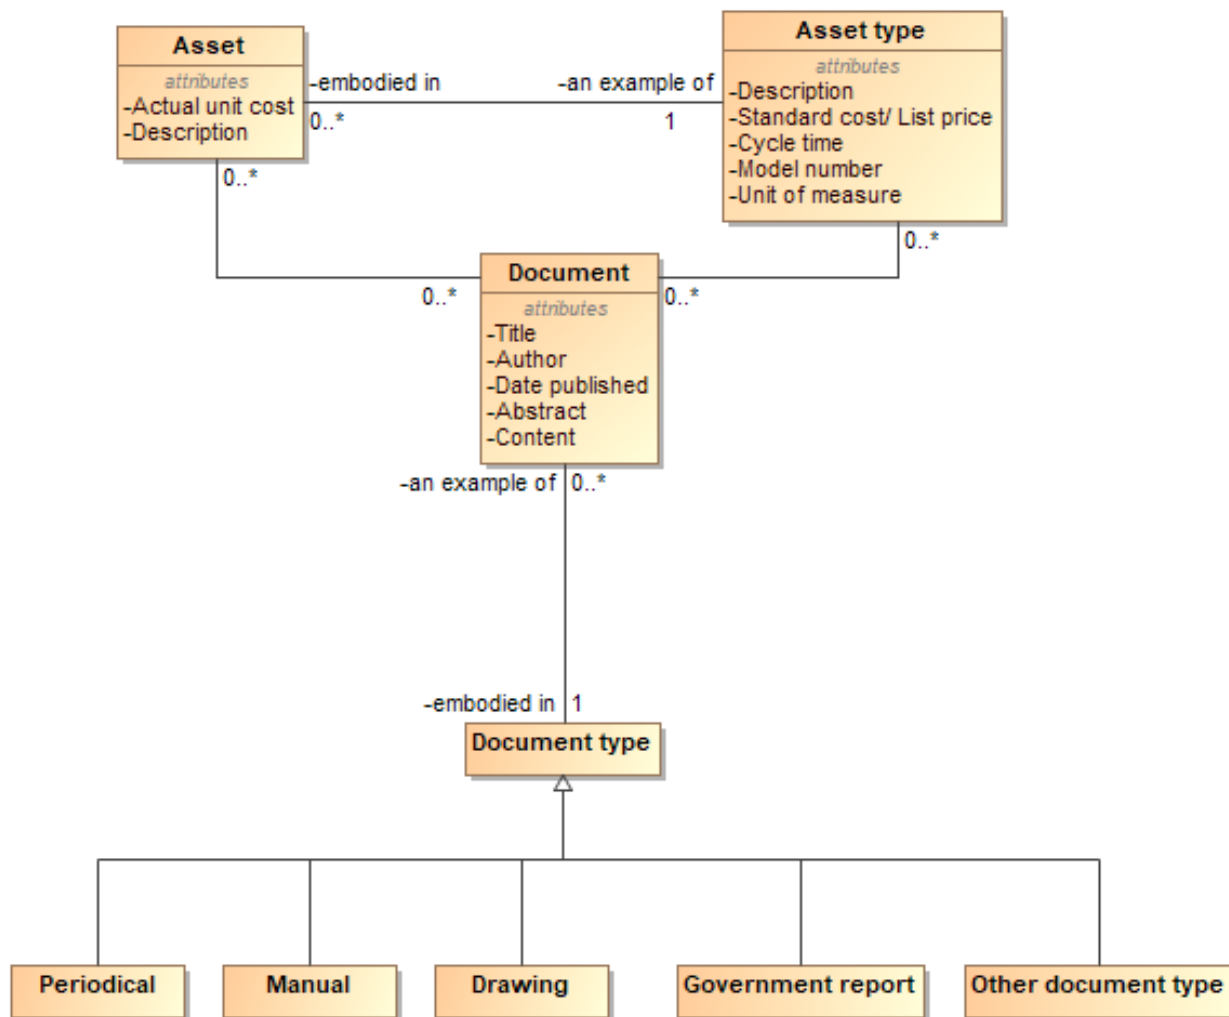 Asset
attributes
-Actual unit cost
-Description
-embodied in
0..*
-an example of
1
Asset type
attributes
-Description
-Standard cost/ List price
-Cycle time
-Model number
-Unit of measure
0..*
0..*
0..*
0..*
Document
attributes
-Title
-Author
-Date published
-Abstract
-Content
-an example of
0..*
-embodied in
1
Document type
Periodical
Manual
Drawing
Government report
Other document type